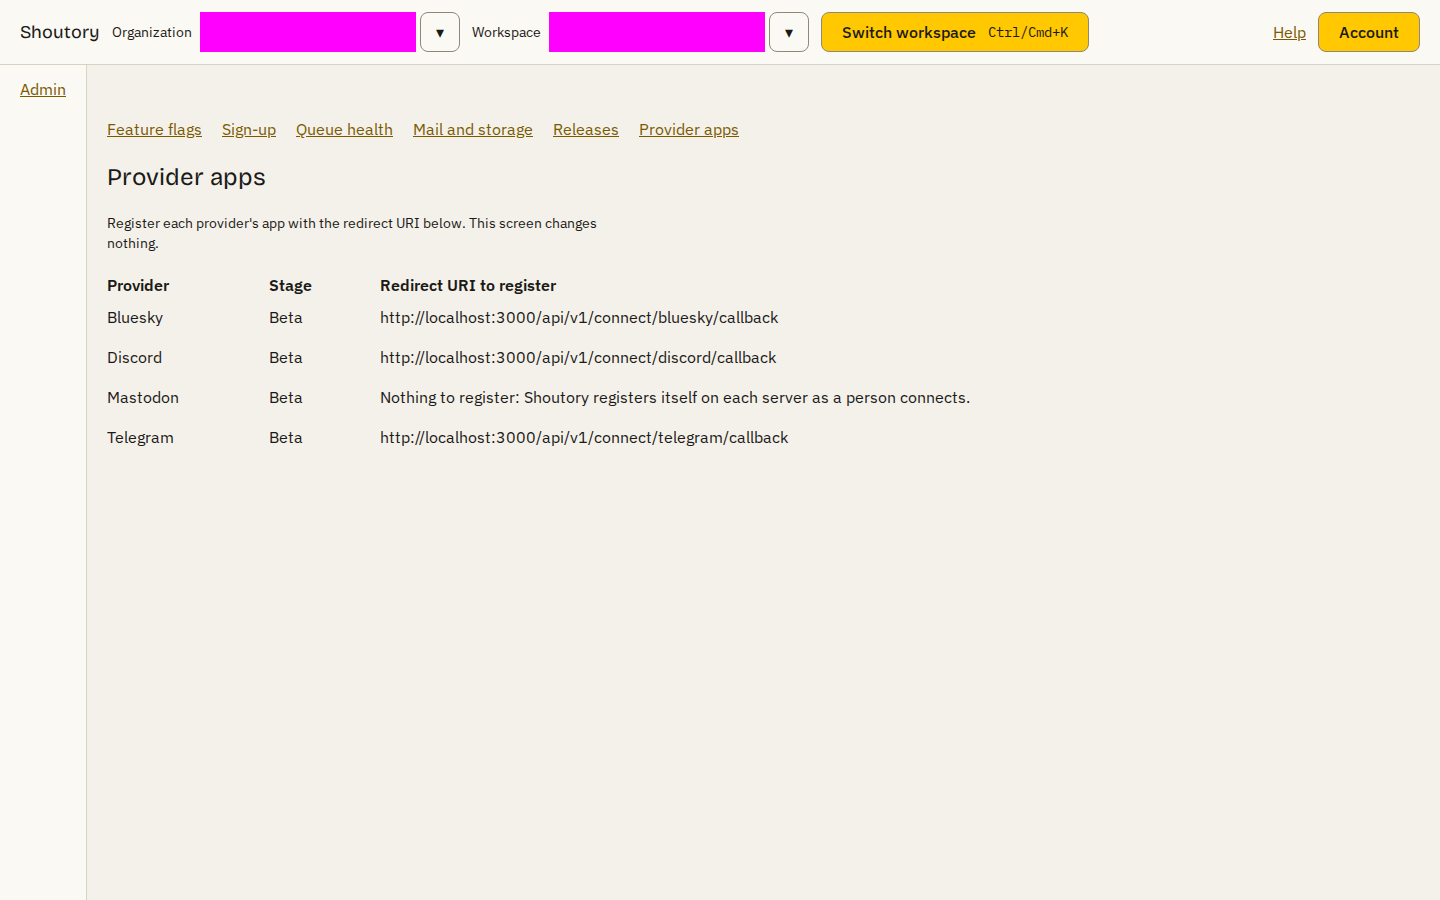 Shoutory Organization ▼ Workspace ▼ Switch workspace Ctrl/Cmd+K Help Account
Admin
Feature flags Sign-up Queue health Mail and storage Releases Provider apps
Provider apps
Register each provider's app with the redirect URI below. This screen changes
nothing.
Provider Stage Redirect URI to register
Bluesky Beta http://localhost:3000/api/v1/connect/bluesky/callback
Discord Beta http://localhost:3000/api/v1/connect/discord/callback
Mastodon Beta Nothing to register: Shoutory registers itself on each server as a person connects.
Telegram Beta http://localhost:3000/api/v1/connect/telegram/callback